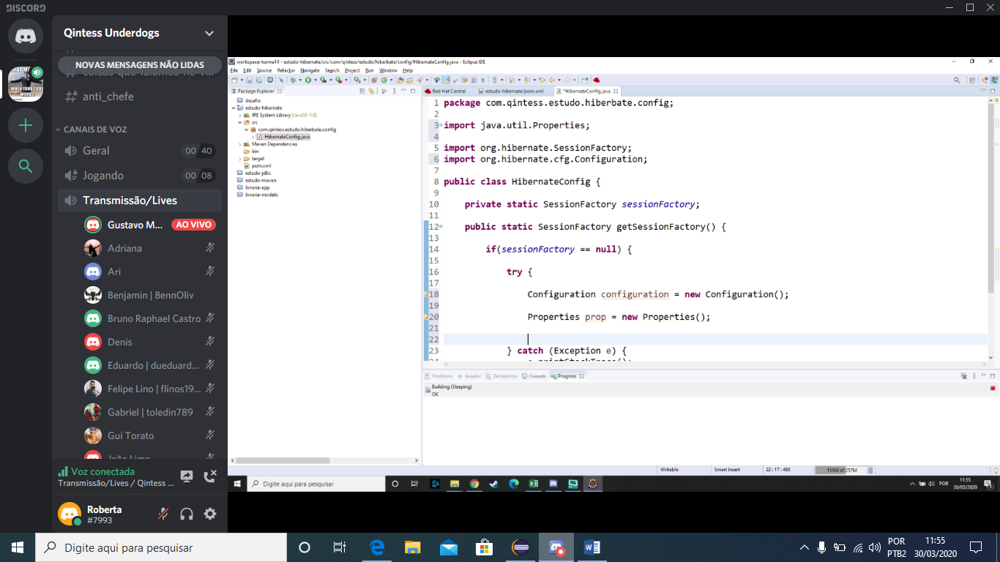 DISCORD
Qintess Underdogs
NOVAS MENSAGENS NÃO LIDAS
anti_chefe
CANAIS DE VOZ
Geral
00 40
Jogando
00 08
Transmissão/Lives
Gustavo M...
AO VIVO
Adriana
Ari
Benjamin | BennOliv
Bruno Raphael Castro
Denis
Eduardo | dueduard...
Felipe Lino | flinos19...
Gabriel | toledin789
Gui Torato
João Lima
Voz conectada
Transmissão/Lives / Qintess ...
Roberta
#7993
workspace-turma14 - estudo-hibernate/src/com/qintess/estudo/hiberbate/config/HibernateConfig.java - Eclipse IDE
File Edit Source Refactor Navigate Search Project Run Window Help
Package Explorer
desafio
estudo-hibernate
JRE System Library [JavaSE-1.8]
src
com.qintess.estudo.hiberbate.config
HibernateConfig.java
Maven Dependencies
bin
target
pom.xml
estudo-jdbc
estudo-maven
livraria-app
livraria-modelo
Red Hat Central
estudo-hibernate/pom.xml
*HibernateConfig.java
1 package com.qintess.estudo.hiberbate.config;
2
3 import java.util.Properties;
4
5 import org.hibernate.SessionFactory;
6 import org.hibernate.cfg.Configuration;
7
8 public class HibernateConfig {
9
10 private static SessionFactory sessionFactory;
11
12 public static SessionFactory getSessionFactory() {
13
14 if(sessionFactory == null) {
15
16 try {
17
18 Configuration configuration = new Configuration();
19
20 Properties prop = new Properties();
21
22
23 } catch (Exception e) {
24 e.printStackTrace();
Problems Javadoc Declaration Console Progress
Building (Sleeping)
OK
Writable
Smart Insert
22 : 17 : 469
150M of 257M
Digite aqui para pesquisar
POR
11:55
30/03/2020
Digite aqui para pesquisar
POR
PTB2
11:55
30/03/2020